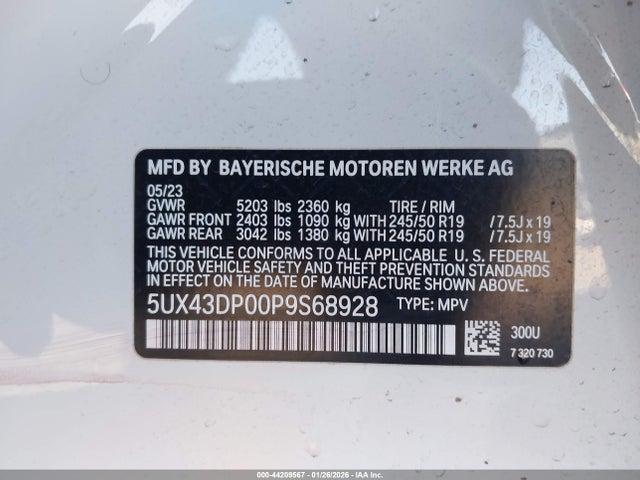 MFD BY BAYERISCHE MOTOREN WERKE AG
05/23
GVWR 5203 lbs 2360 kg TIRE / RIM
GAWR FRONT 2403 lbs 1090 kg WITH 245/50 R19 / 7.5J x 19
GAWR REAR 3042 lbs 1380 kg WITH 245/50 R19 / 7.5J x 19
THIS VEHICLE CONFORMS TO ALL APPLICABLE U. S. FEDERAL
MOTOR VEHICLE SAFETY AND THEFT PREVENTION STANDARDS
IN EFFECT ON THE DATE OF MANUFACTURE SHOWN ABOVE.
5UX43DP00P9S68928 TYPE: MPV
300U
7 320 730
000-44209567 - 01/26/2026 - IAAI.COM